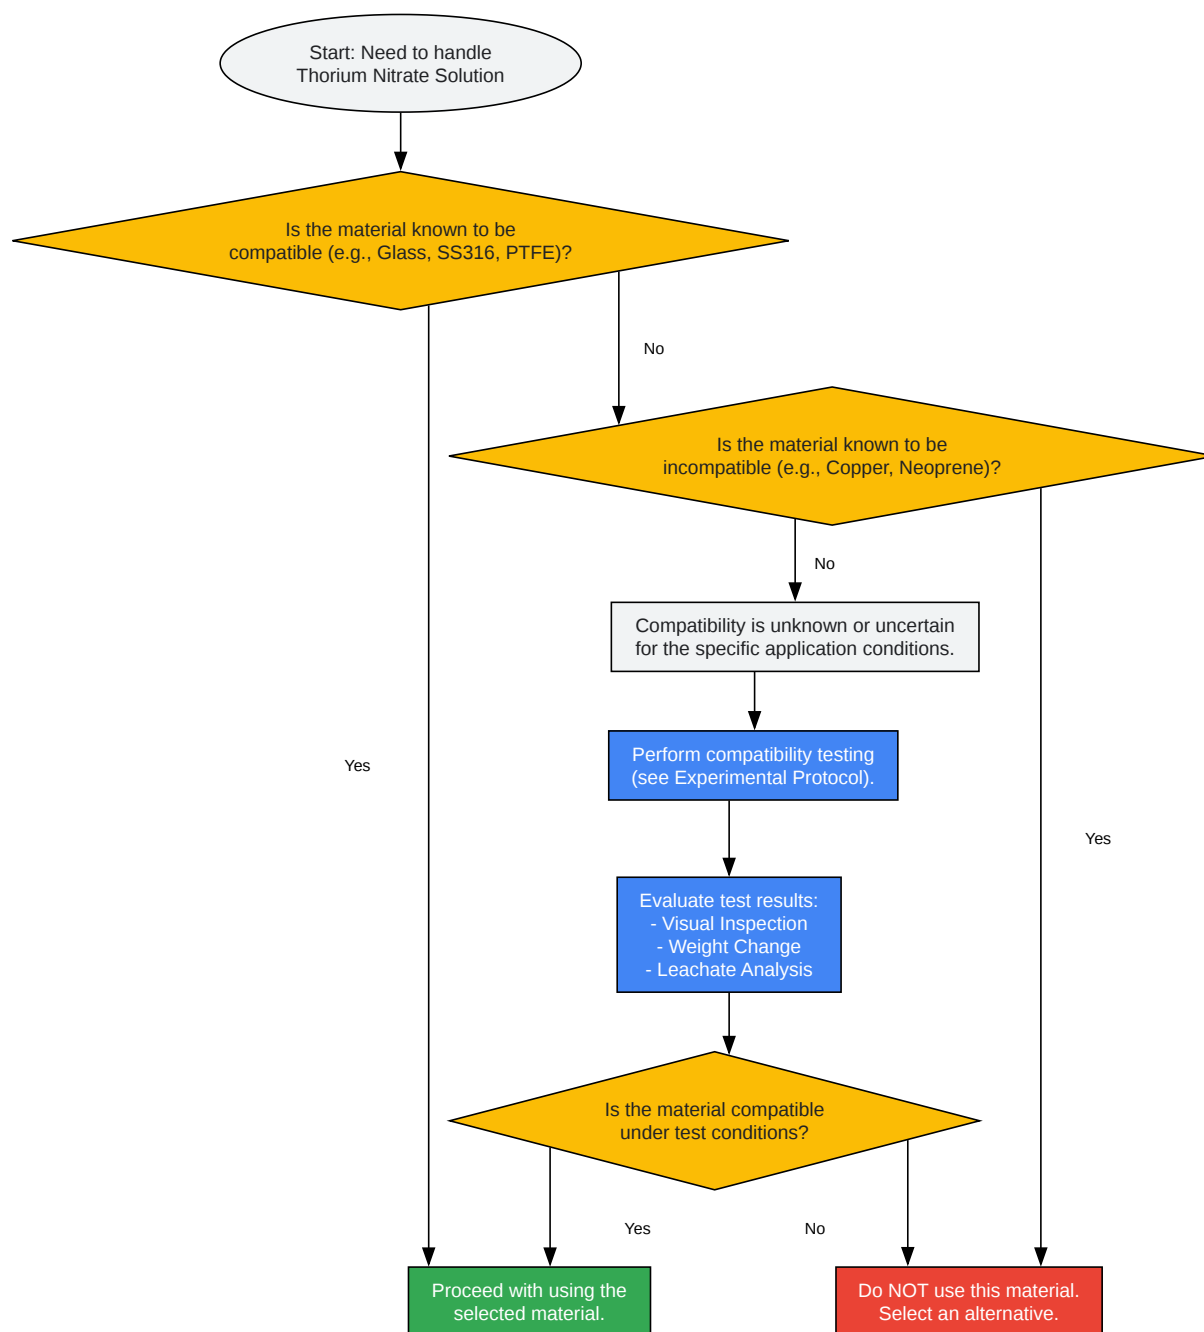 Start: Need to handle
Thorium Nitrate Solution
Is the material known to be
compatible (e.g., Glass, SS316, PTFE)?
No
Is the material known to be
incompatible (e.g., Copper, Neoprene)?
No
Compatibility is unknown or uncertain
for the specific application conditions.
Perform compatibility testing
(see Experimental Protocol).
Yes
Yes
Evaluate test results:
- Visual Inspection
- Weight Change
- Leachate Analysis
Is the material compatible
under test conditions?
Yes
No
Proceed with using the
selected material.
Do NOT use this material.
Select an alternative.